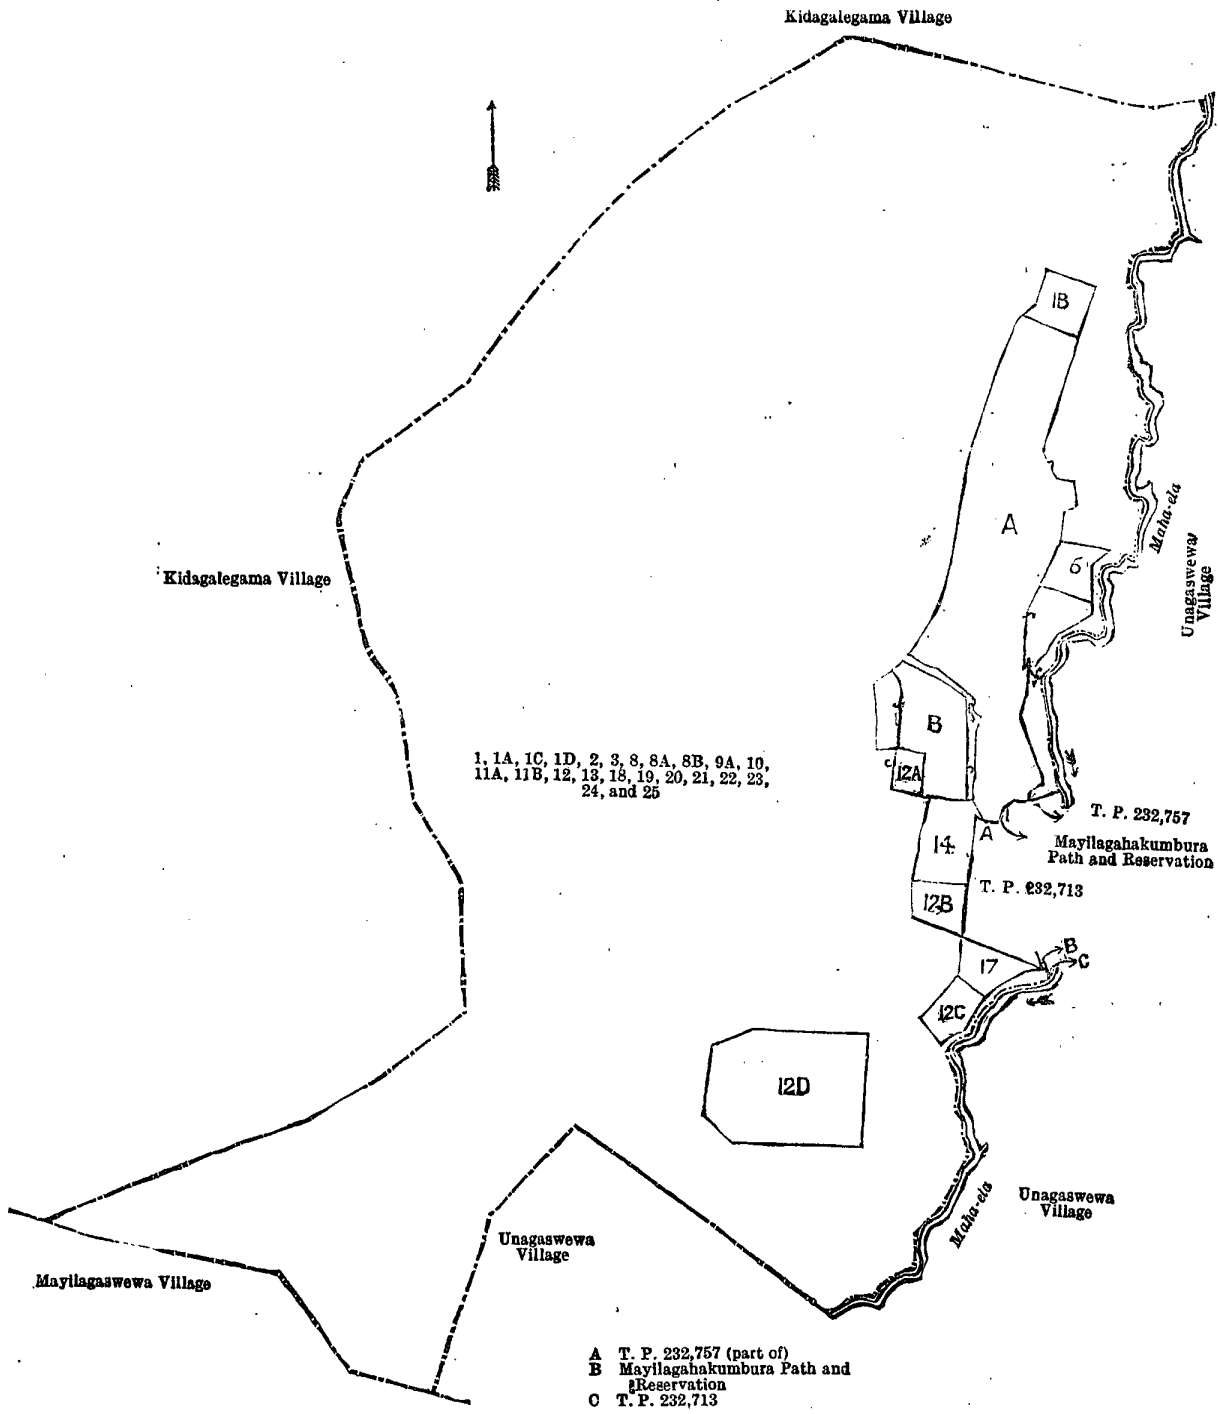 Kidagalegama Village
1B
A
Maha-ela
6
Unagaswewa
Village
Kidagalegama Village
B
1, 1A, 1C, 1D, 2, 3, 8, 8A, 8B, 9A, 10,
11A, 11B, 12, 13, 18, 19, 20, 21, 22, 23,
24, and 25
C
12A
T. P. 232,757
A
Mayilagahakumbura
Path and Reservation
14
T. P. 232,713
12B
B
C
17
12C
12D
Maha-ela
Unagaswewa
Village
Unagaswewa
Village
Mayilagaswewa Village
A T. P. 232,757 (part of)
B Mayilagahakumbura Path and
Reservation
C T. P. 232,713